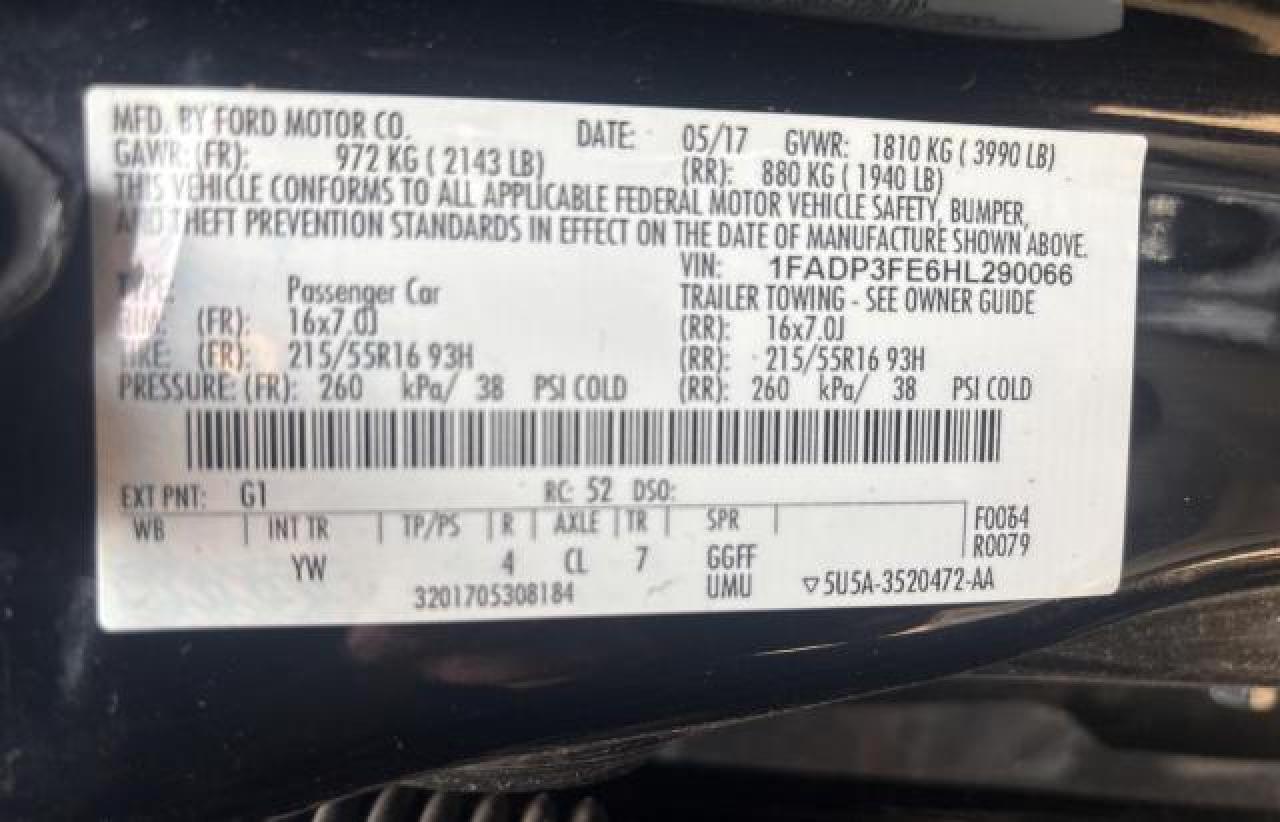 MFD. BY FORD MOTOR CO. DATE: 05/17 GVWR: 1810 KG ( 3990 LB)
GAWR: (FR): 972 KG ( 2143 LB) (RR): 880 KG ( 1940 LB)
THIS VEHICLE CONFORMS TO ALL APPLICABLE FEDERAL MOTOR VEHICLE SAFETY, BUMPER,
AND THEFT PREVENTION STANDARDS IN EFFECT ON THE DATE OF MANUFACTURE SHOWN ABOVE.
VIN: 1FADP3FE6HL290066
TYPE: Passenger Car TRAILER TOWING - SEE OWNER GUIDE
RIM: (FR): 16x7.0J (RR): 16x7.0J
TIRE: (FR): 215/55R16 93H (RR): 215/55R16 93H
PRESSURE: (FR): 260 kPa/ 38 PSI COLD (RR): 260 kPa/ 38 PSI COLD
EXT PNT: G1 RC: 52 DSO:
WB | INT TR | TP/PS | R | AXLE | TR | SPR | F0064
R0079
YW 4 CL 7 GGFF
3201705308184 UMU ▽5U5A-3520472-AA